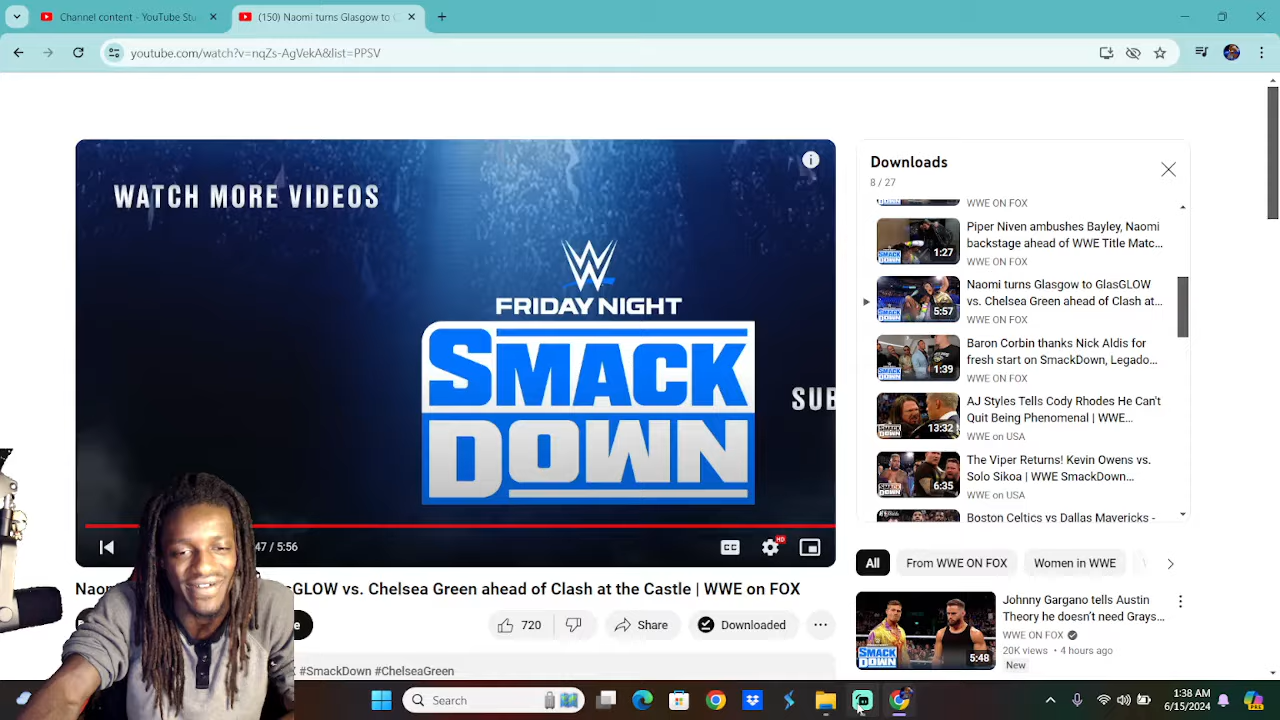 Channel content - YouTube Stu
(150) Naomi turns Glasgow to G
youtube.com/watch?v=nqZs-AgVekA&list=PPSV
WATCH MORE VIDEOS
W
FRIDAY NIGHT
SMACK
DOWN
SUB
47 / 5:56
CC
HD
Naom
GLOW vs. Chelsea Green ahead of Clash at the Castle | WWE on FOX
e
720
Share
Downloaded
#SmackDown #ChelseaGreen
Downloads
8 / 27
WWE ON FOX
Piper Niven ambushes Bayley, Naomi
backstage ahead of WWE Title Matc...
WWE ON FOX
1:27
Naomi turns Glasgow to GlasGLOW
vs. Chelsea Green ahead of Clash at...
WWE ON FOX
5:57
Baron Corbin thanks Nick Aldis for
fresh start on SmackDown, Legado...
WWE ON FOX
1:39
AJ Styles Tells Cody Rhodes He Can't
Quit Being Phenomenal | WWE...
WWE on USA
13:32
The Viper Returns! Kevin Owens vs.
Solo Sikoa | WWE SmackDown...
WWE on USA
6:35
Boston Celtics vs Dallas Mavericks -
All
From WWE ON FOX
Women in WWE
Johnny Gargano tells Austin
Theory he doesn't need Grays...
WWE ON FOX
20K views • 4 hours ago
New
SMACK
DOWN
5:48
Search
1:38 AM
6/15/2024